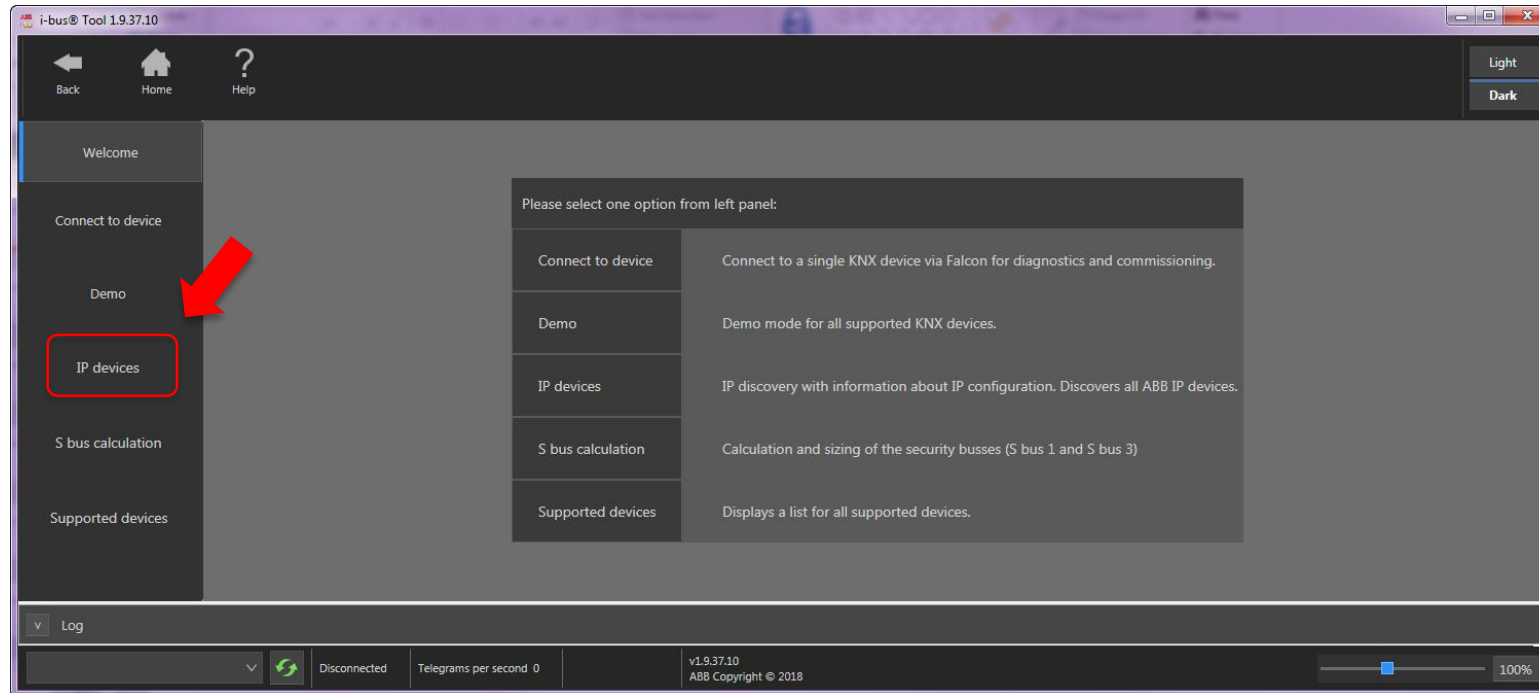 i-bus® Tool 1.9.37.10
Back
Home
Help
Light
Dark
Welcome
Connect to device
Demo
IP devices
S bus calculation
Supported devices
Please select one option from left panel:
Connect to device
Connect to a single KNX device via Falcon for diagnostics and commissioning.
Demo
Demo mode for all supported KNX devices.
IP devices
IP discovery with information about IP configuration. Discovers all ABB IP devices.
S bus calculation
Calculation and sizing of the security busses (S bus 1 and S bus 3)
Supported devices
Displays a list for all supported devices.
Log
Disconnected
Telegrams per second 0
v1.9.37.10
ABB Copyright © 2018
100%